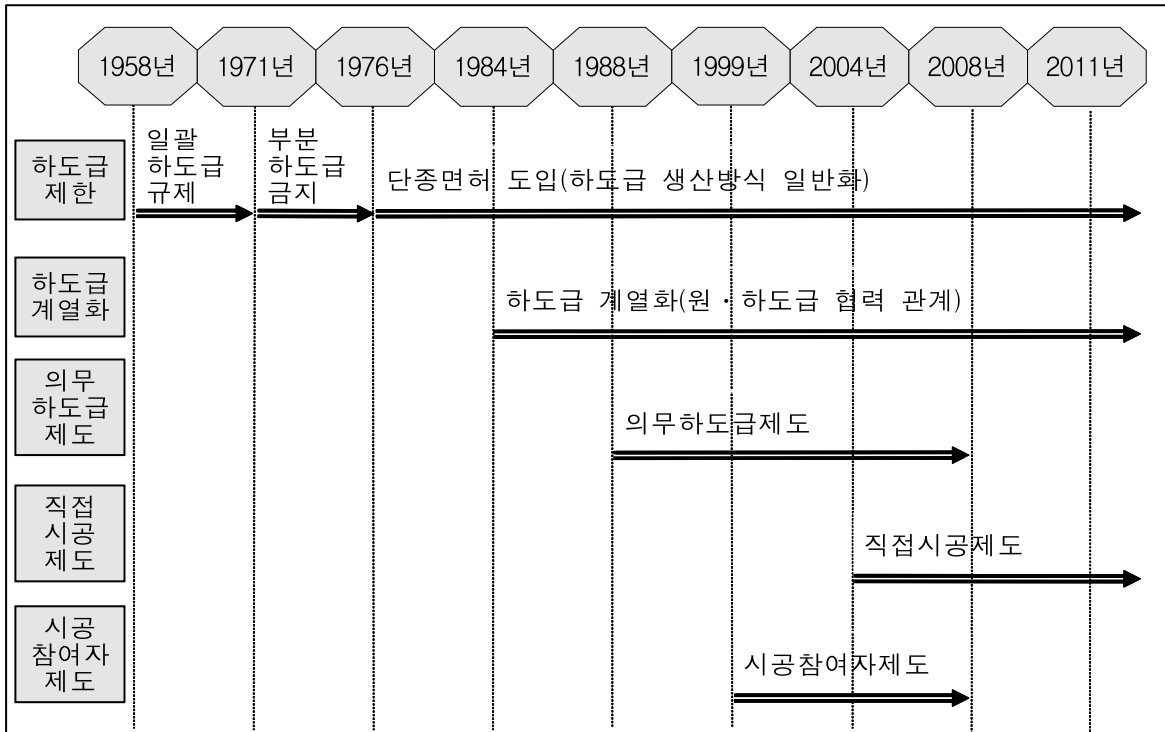 1958년 1971년 1976년 1984년 1988년 1999년 2004년 2008년 2011년
하도급
제한
일괄
하도급
규제
부분
하도급
금지
단종면허 도입(하도급 생산방식 일반화)
하도급
계열화
하도급 계열화(원·하도급 협력 관계)
의무
하도급
제도
의무하도급제도
직접
시공
제도
직접시공제도
시공
참여자
제도
시공참여자제도